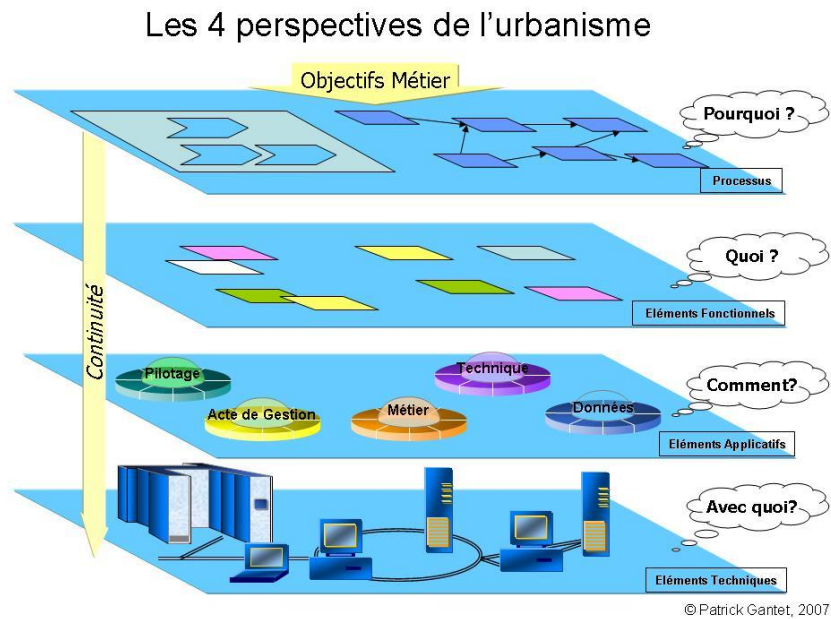 Les 4 perspectives de l'urbanisme
Objectifs Métier
Pourquoi ?
Processus
Continuité
Quoi ?
Eléments Fonctionnels
Pilotage
Technique
Acte de Gestion
Métier
Données
Comment?
Eléments Applicatifs
Avec quoi?
Eléments Techniques
© Patrick Gantet, 2007